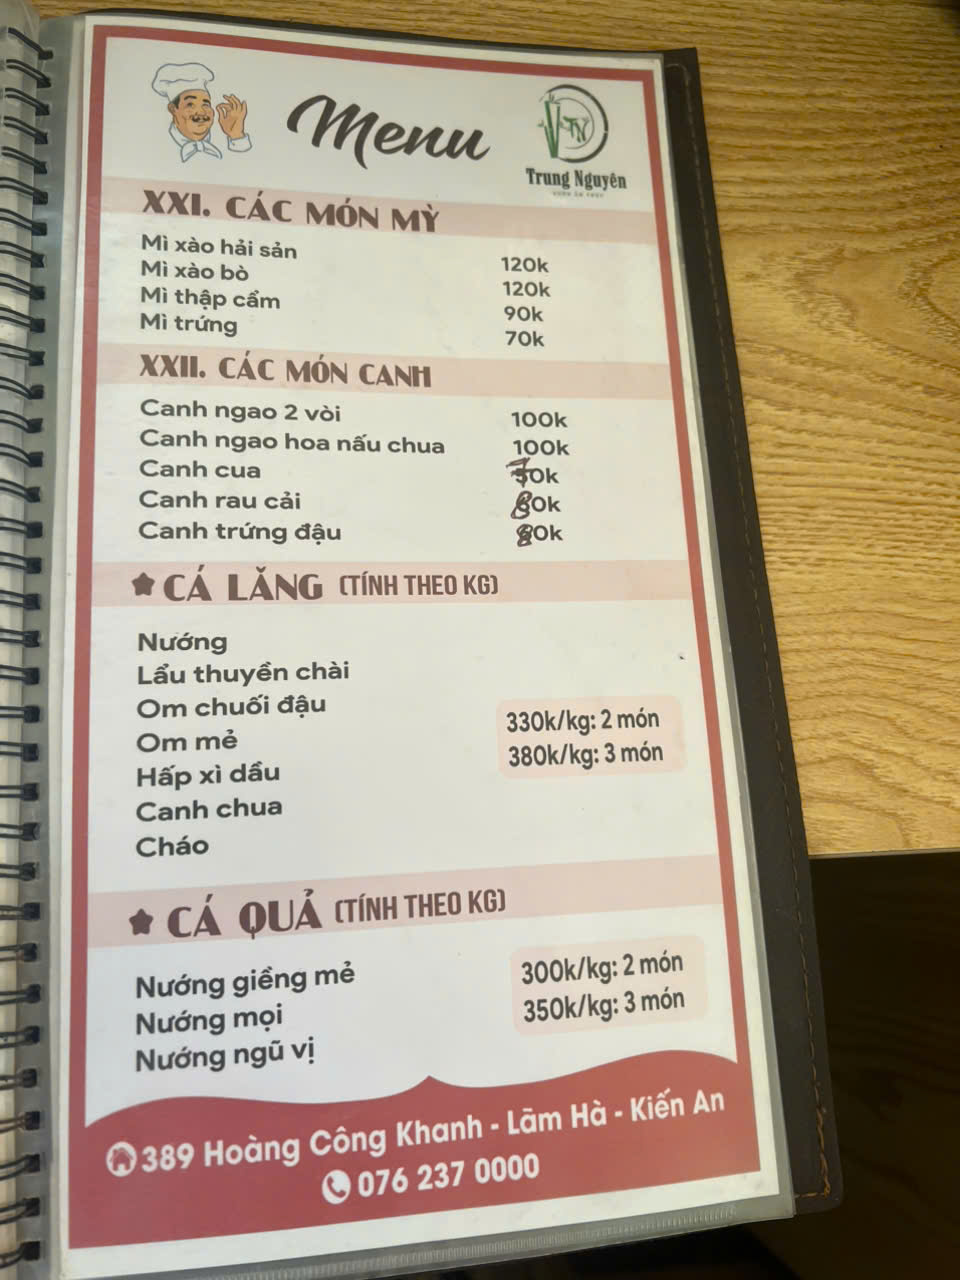 Menu
Trung Nguyên
XXI. CÁC MÓN MỲ
Mì xào hải sản 120k
Mì xào bò 120k
Mì thập cẩm 90k
Mì trứng 70k
XXII. CÁC MÓN CANH
Canh ngao 2 vòi 100k
Canh ngao hoa nấu chua 100k
Canh cua 70k
Canh rau cải 80k
Canh trứng đậu 80k
CÁ LĂNG (TÍNH THEO KG)
Nướng
Lẩu thuyền chài
Om chuối đậu
330k/kg: 2 món
Om mẻ
380k/kg: 3 món
Hấp xì dầu
Canh chua
Cháo
CÁ QUẢ (TÍNH THEO KG)
Nướng giềng mẻ 300k/kg: 2 món
Nướng mọi 350k/kg: 3 món
Nướng ngũ vị
389 Hoàng Công Khanh - Lãm Hà - Kiến An
076 237 0000